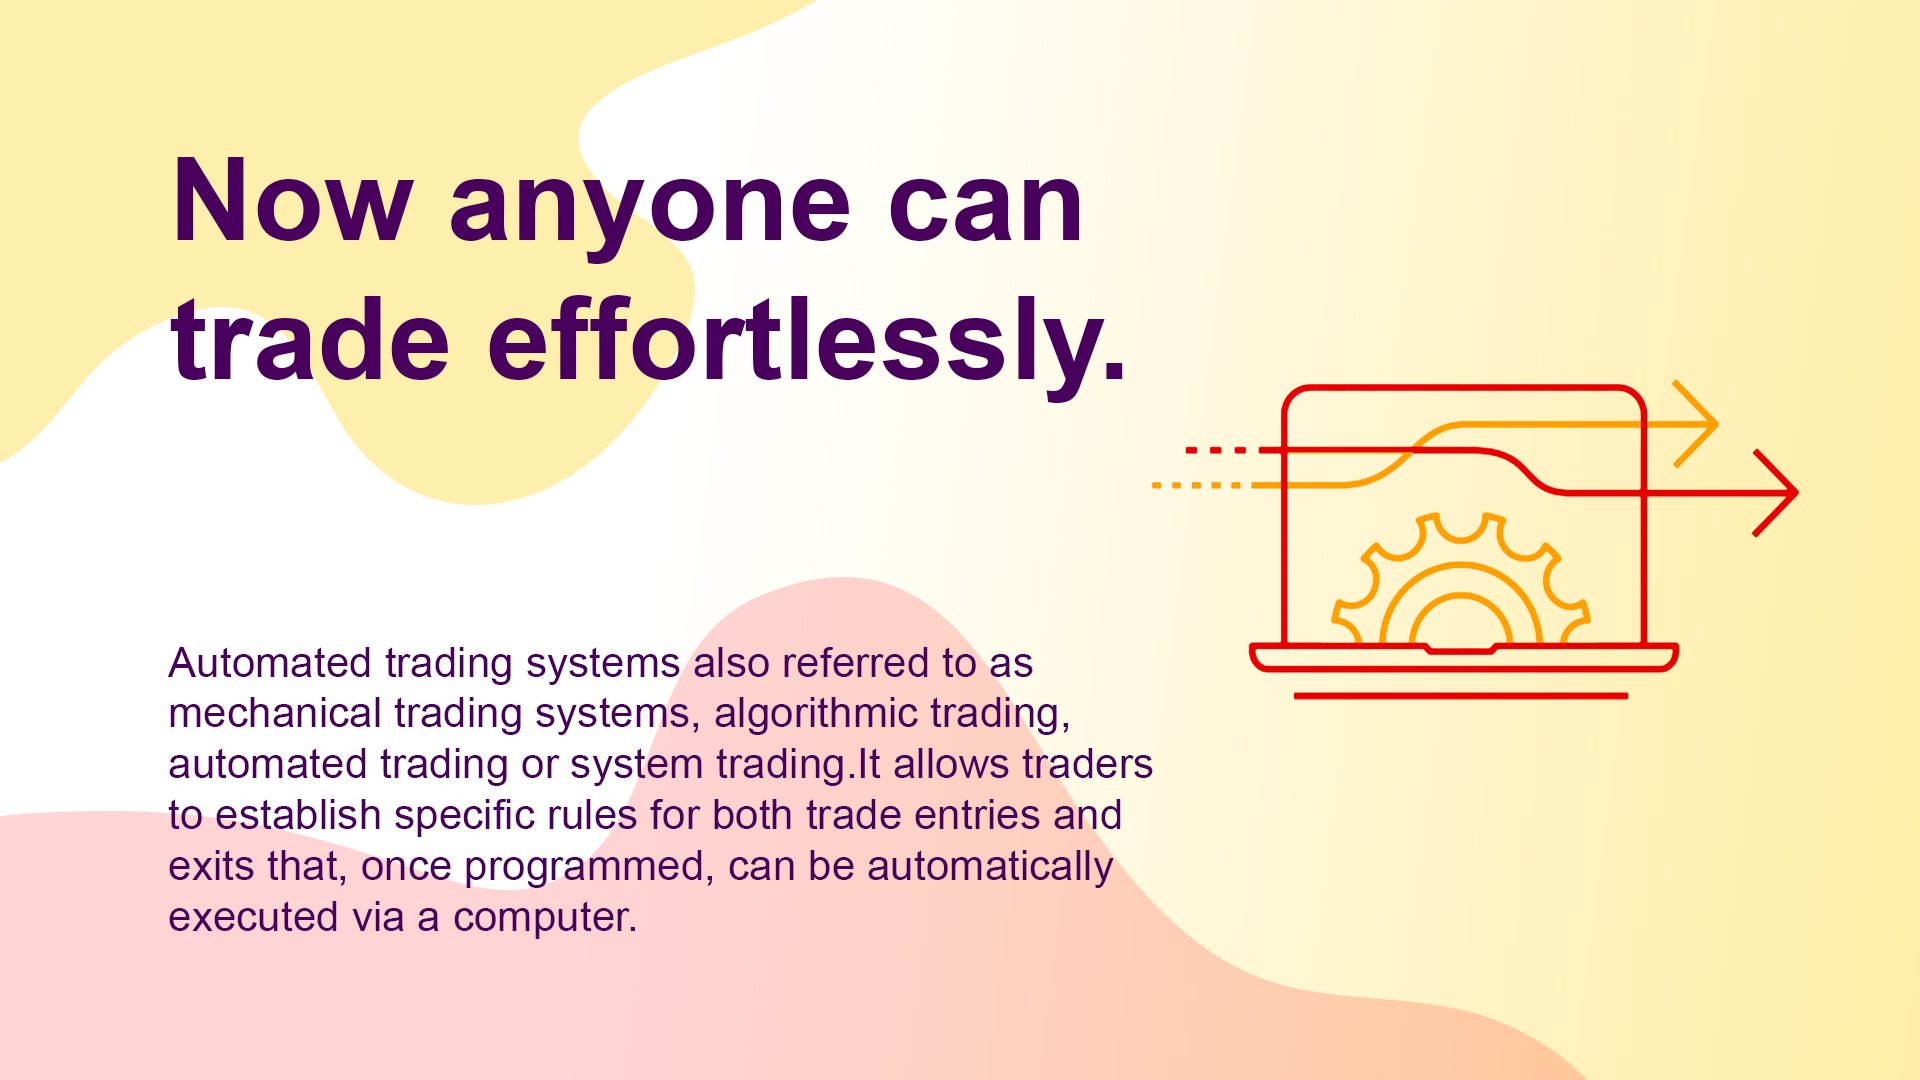 Now anyone can
trade effortlessly.
Automated trading systems also referred to as
mechanical trading systems, algorithmic trading,
automated trading or system trading.It allows traders
to establish specific rules for both trade entries and
exits that, once programmed, can be automatically
executed via a computer.